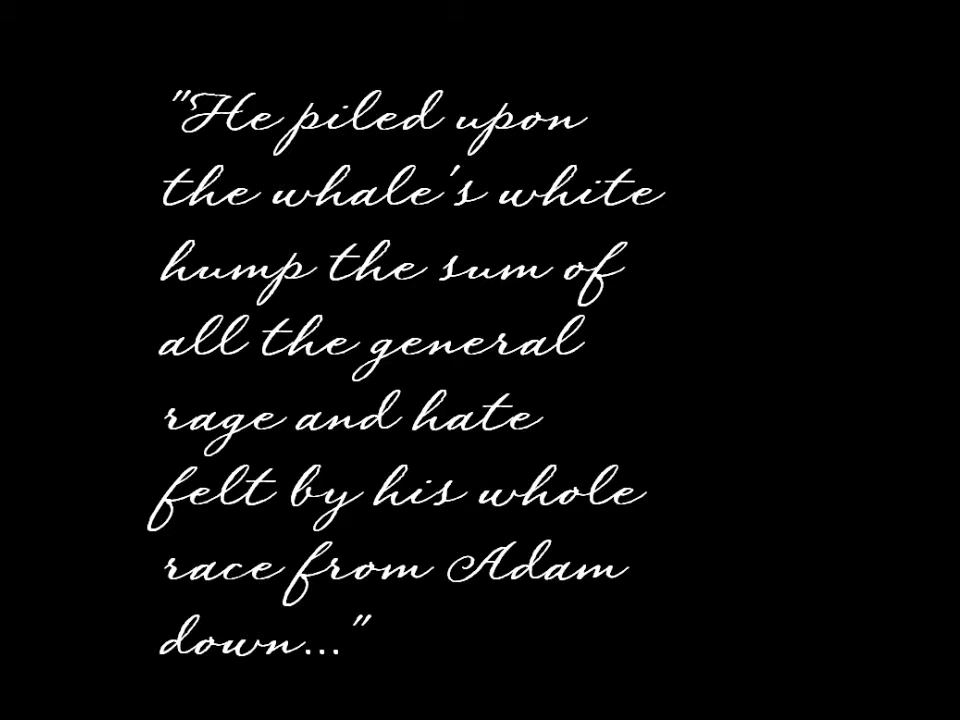 "He piled upon
the whale's white
hump the sum of
all the general
rage and hate
felt by his whole
race from Adam
down..."